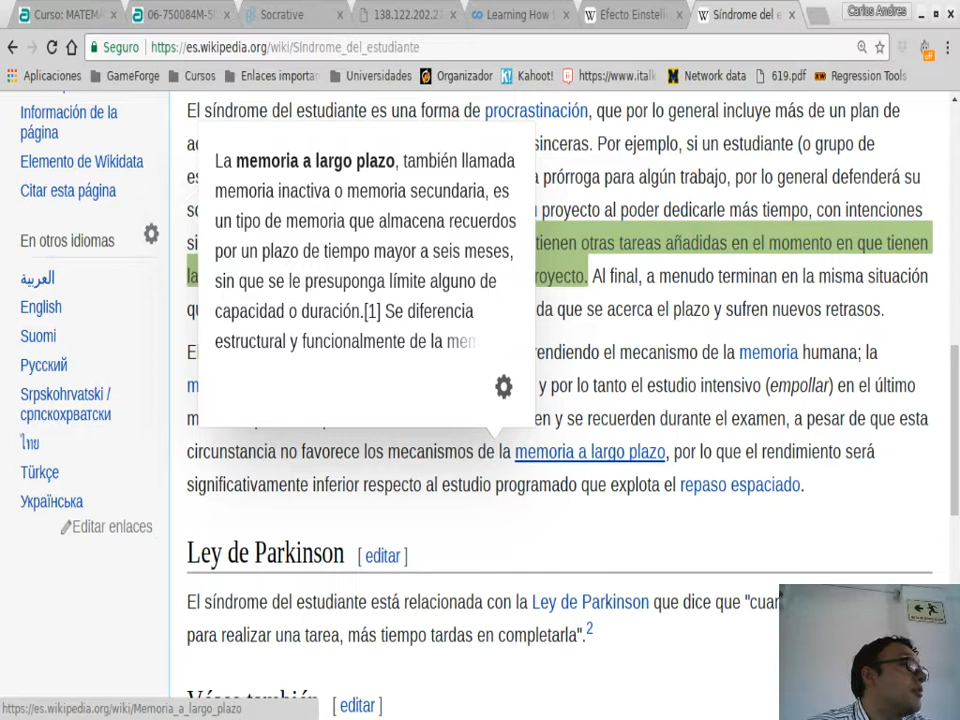 Curso: MATEM
06-750084M-5
Socrative
138.122.202.2
Learning How
Efecto Einstell
Síndrome del e
Carlos Andres
Seguro
https://es.wikipedia.org/wiki/Síndrome_del_estudiante
Aplicaciones
GameForge
Cursos
Enlaces importan
Universidades
Organizador
Kahoot!
https://www.italk
Network data
619.pdf
Regression Tools
Información de la
página
Elemento de Wikidata
Citar esta página
En otros idiomas
العربية
English
Suomi
Русский
Srpskohrvatski /
српскохрватски
ไทย
Türkçe
Українська
Editar enlaces
El síndrome del estudiante es una forma de procrastinación, que por lo general incluye más de un plan de
sinceras. Por ejemplo, si un estudiante (o grupo de
a prórroga para algún trabajo, por lo general defenderá su
proyecto al poder dedicarle más tiempo, con intenciones
tienen otras tareas añadidas en el momento en que tienen
royecto. Al final, a menudo terminan en la misma situación
da que se acerca el plazo y sufren nuevos retrasos.
La memoria a largo plazo, también llamada
memoria inactiva o memoria secundaria, es
un tipo de memoria que almacena recuerdos
por un plazo de tiempo mayor a seis meses,
sin que se le presuponga límite alguno de
capacidad o duración.[1] Se diferencia
estructural y funcionalmente de la mem
rendiendo el mecanismo de la memoria humana; la
y por lo tanto el estudio intensivo (empollar) en el último
en y se recuerden durante el examen, a pesar de que esta
circunstancia no favorece los mecanismos de la memoria a largo plazo, por lo que el rendimiento será
significativamente inferior respecto al estudio programado que explota el repaso espaciado.
Ley de Parkinson [ editar ]
El síndrome del estudiante está relacionada con la Ley de Parkinson que dice que "cuan
para realizar una tarea, más tiempo tardas en completarla".2
Véase también [ editar ]
https://es.wikipedia.org/wiki/Memoria_a_largo_plazo